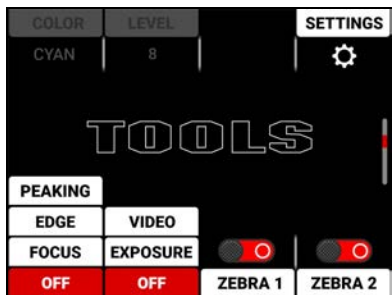 COLOR LEVEL SETTINGS
CYAN 8
TOOLS
PEAKING
EDGE VIDEO
FOCUS EXPOSURE
OFF OFF ZEBRA 1 ZEBRA 2